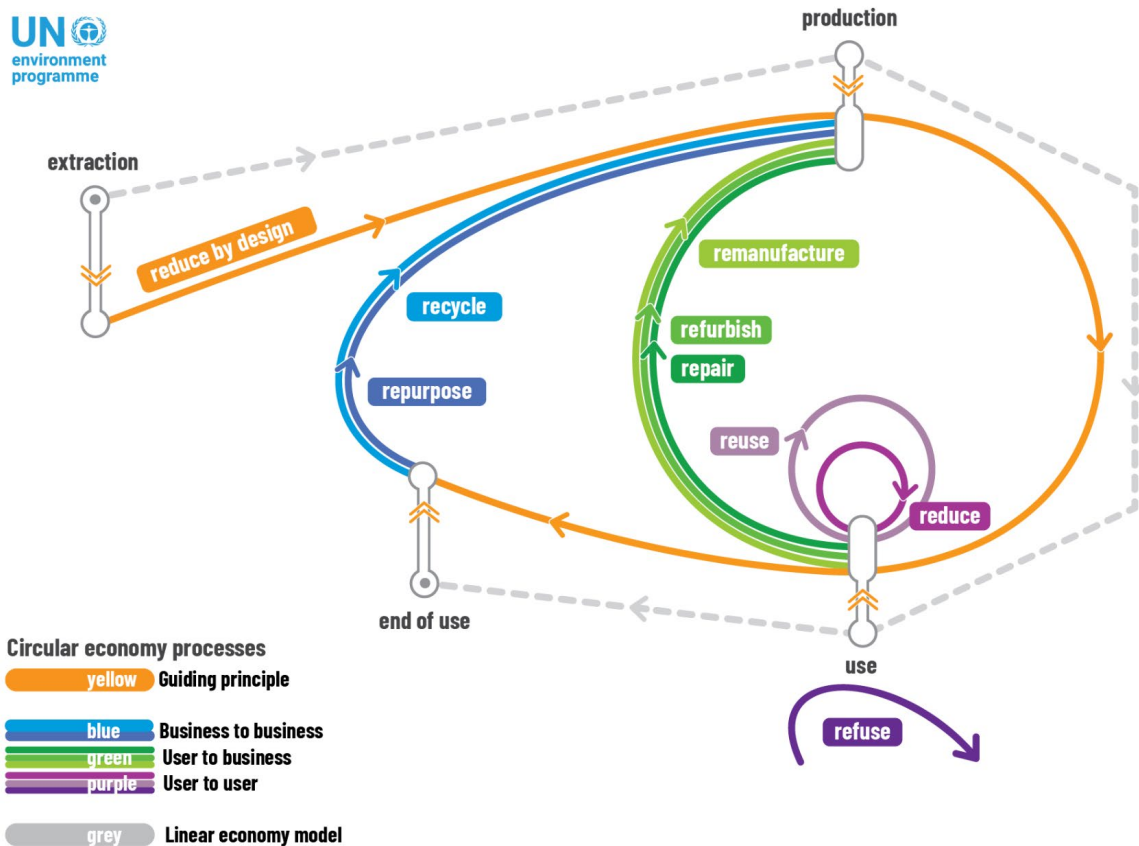 UN
environment
programme
production
extraction
reduce by design
remanufacture
recycle
refurbish
repair
repurpose
reuse
reduce
end of use
use
refuse
Circular economy processes
yellow Guiding principle
blue Business to business
green User to business
purple User to user
grey Linear economy model